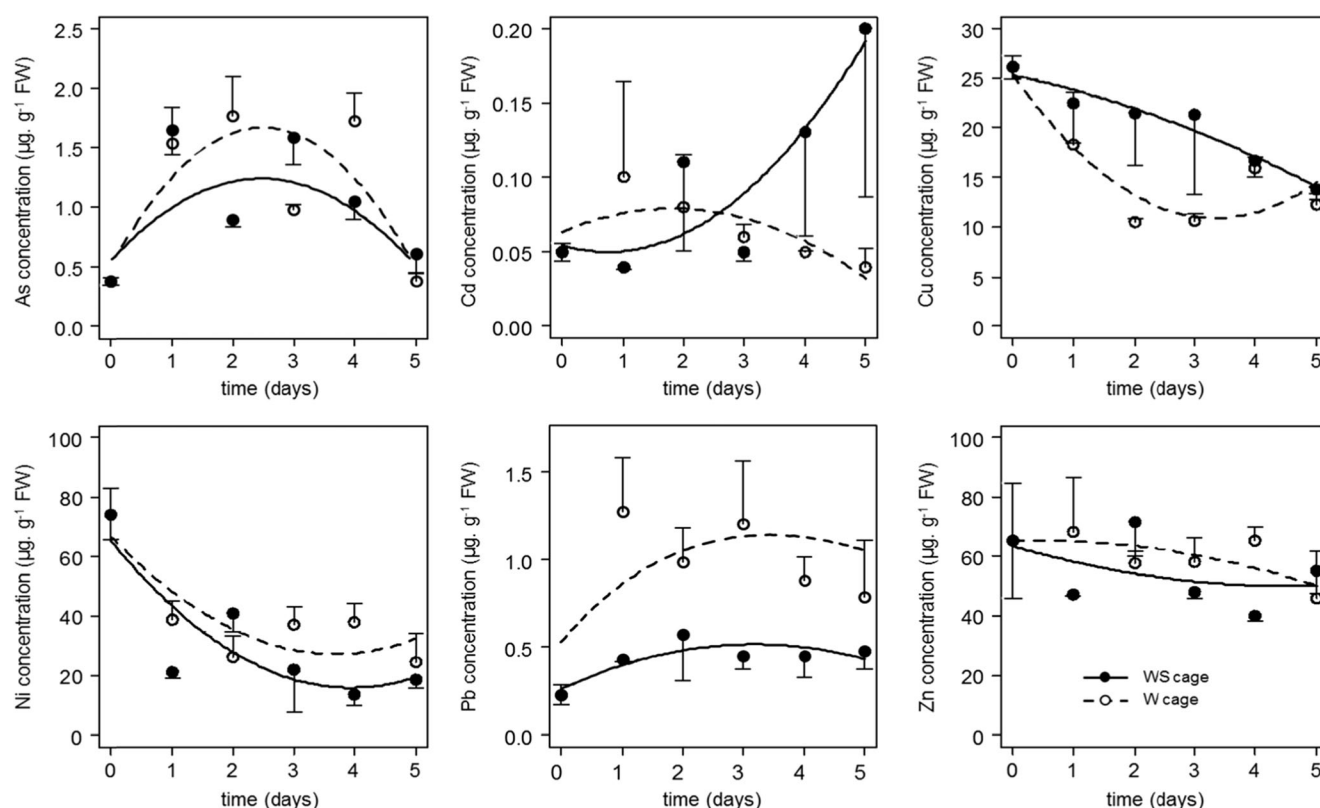 As concentration (µg. g⁻¹ FW)
2.5
2.0
1.5
1.0
0.5
0.0
0 1 2 3 4 5
time (days)
Cd concentration (µg. g⁻¹ FW)
0.20
0.15
0.10
0.05
0.00
0 1 2 3 4 5
time (days)
Cu concentration (µg. g⁻¹ FW)
30
25
20
15
10
5
0
0 1 2 3 4 5
time (days)
Ni concentration (µg. g⁻¹ FW)
100
80
60
40
20
0
0 1 2 3 4 5
time (days)
Pb concentration (µg. g⁻¹ FW)
1.5
1.0
0.5
0.0
0 1 2 3 4 5
time (days)
Zn concentration (µg. g⁻¹ FW)
100
80
60
40
20
0
WS cage
W cage
0 1 2 3 4 5
time (days)